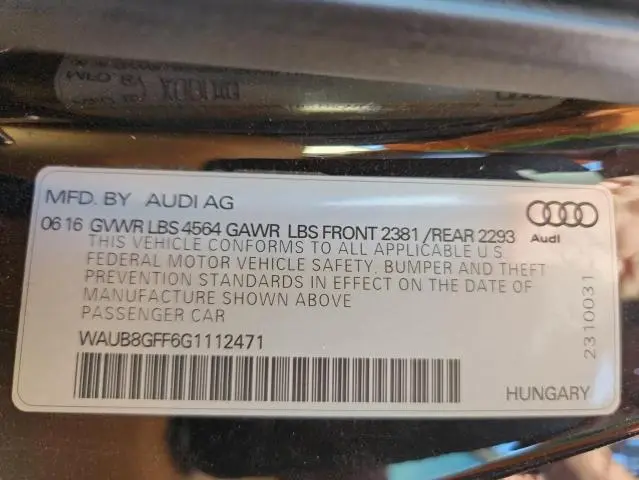 MFD. BY AUDI AG
06 16 GVWR LBS 4564 GAWR LBS FRONT 2381 /REAR 2293
THIS VEHICLE CONFORMS TO ALL APPLICABLE U S
FEDERAL MOTOR VEHICLE SAFETY, BUMPER AND THEFT
PREVENTION STANDARDS IN EFFECT ON THE DATE OF
MANUFACTURE SHOWN ABOVE
PASSENGER CAR
WAUB8GFF6G1112471
HUNGARY
Audi
2310031